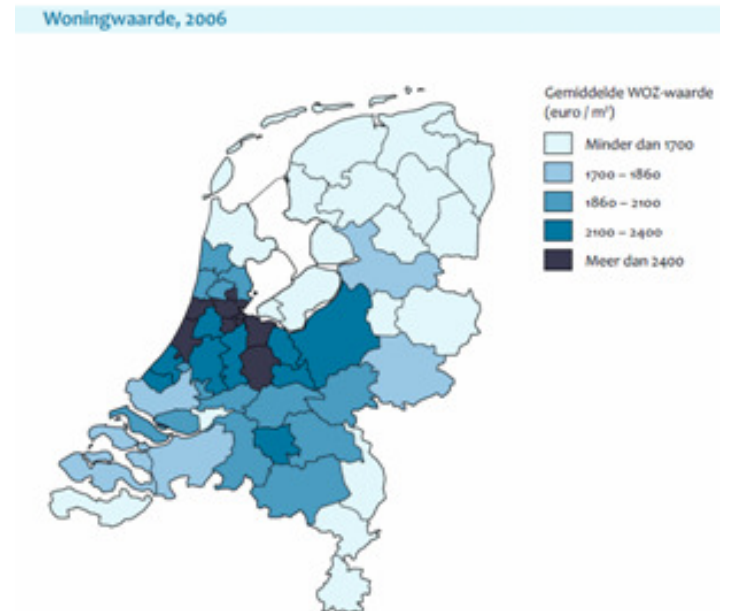 Woningwaarde, 2006
Gemiddelde WOZ-waarde
(euro / m²)
Minder dan 1700
1700 – 1860
1860 – 2100
2100 – 2400
Meer dan 2400